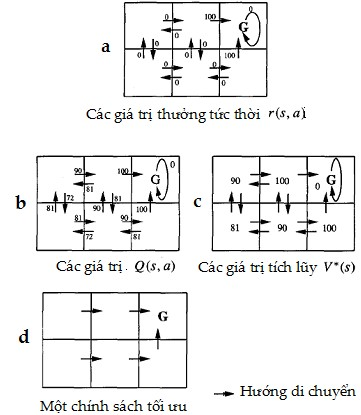 0 100 0
0 0 G
a
0 0 0 0 100
0 0
0 0
Các giá trị thưởng tức thời r(s,a)
90 100 0
81 G
b
72 81
81 90 100
81 90
72 81
Các giá trị. Q(s,a)
90 100 0 G
c
81 90 100
Các giá trị tích lũy V*(s)
G
d
Một chính sách tối ưu
Hướng di chuyển